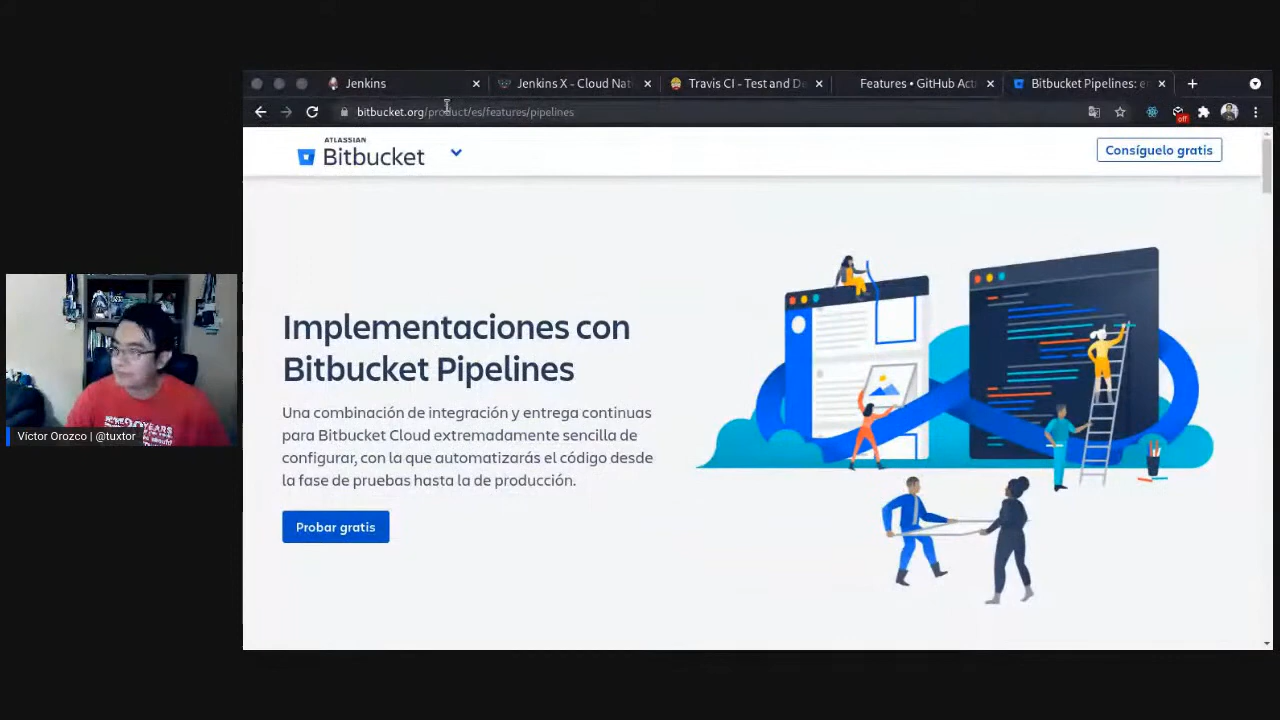 Jenkins
Jenkins X - Cloud Nat
Travis CI - Test and De
Features • GitHub Act
Bitbucket Pipelines: e
bitbucket.org/product/es/features/pipelines
off
ATLASSIAN
Bitbucket
Consíguelo gratis
Implementaciones con
Bitbucket Pipelines
Una combinación de integración y entrega continuas
para Bitbucket Cloud extremadamente sencilla de
configurar, con la que automatizarás el código desde
la fase de pruebas hasta la de producción.
Probar gratis
YEARS
Víctor Orozco | @tuxtor